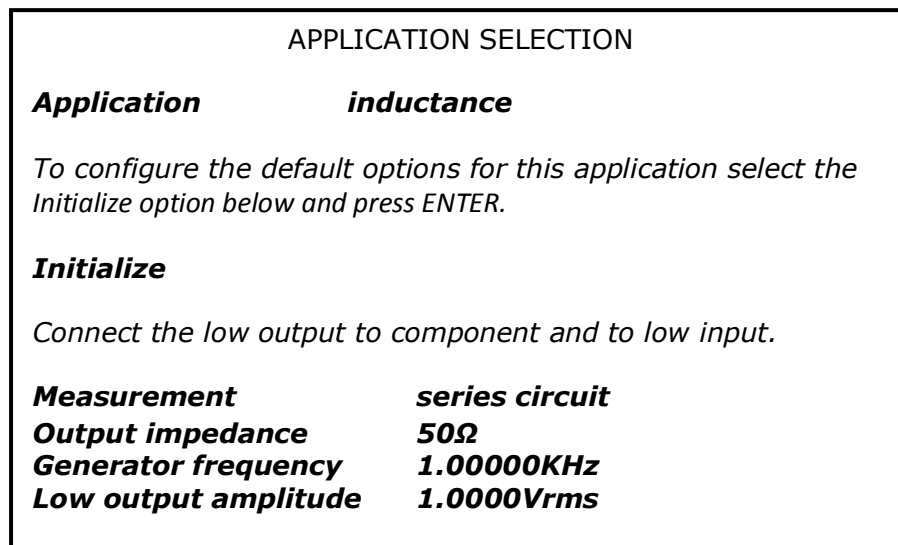 APPLICATION SELECTION
Application inductance
To configure the default options for this application select the
Initialize option below and press ENTER.
Initialize
Connect the low output to component and to low input.
Measurement series circuit
Output impedance 50Ω
Generator frequency 1.00000KHz
Low output amplitude 1.0000Vrms